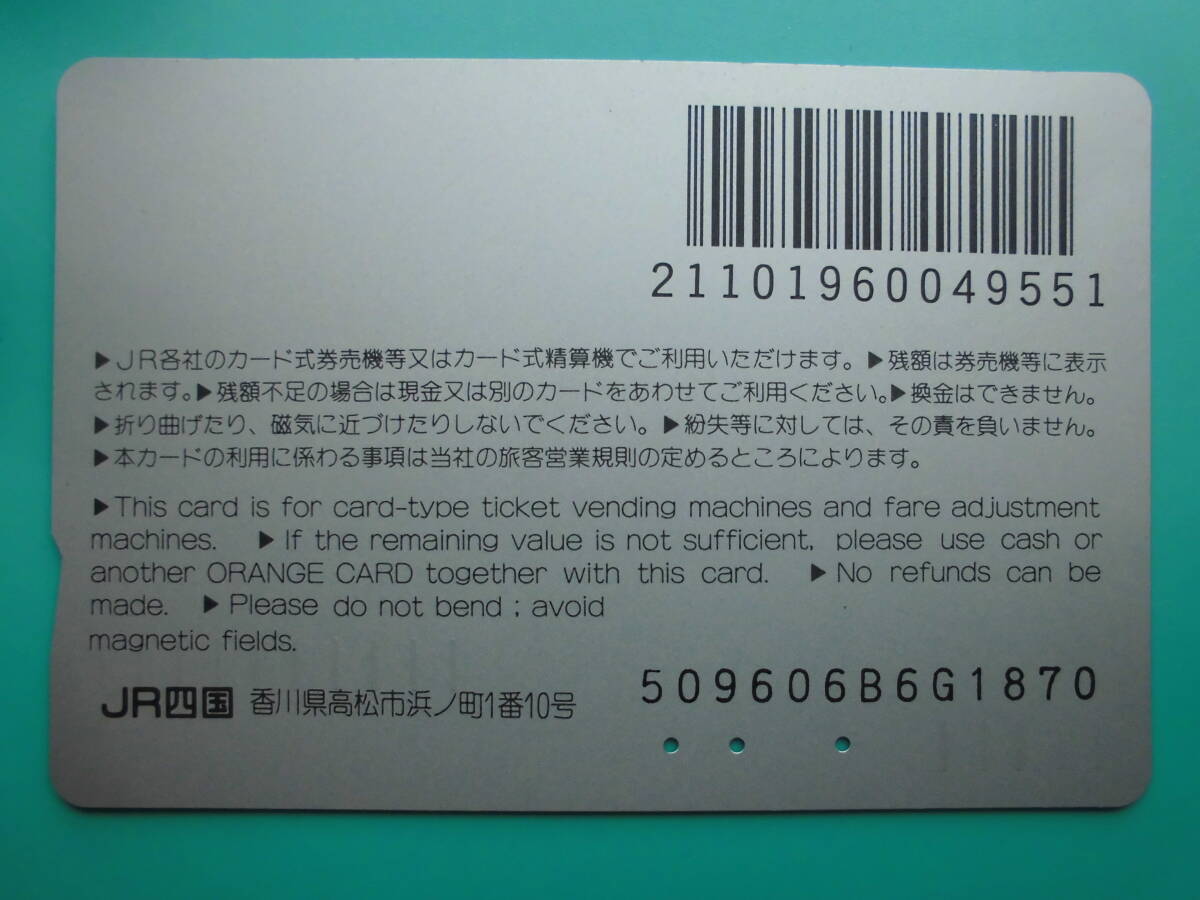 21101960049551
▶JR各社のカード式券売機等又はカード式精算機でご利用いただけます。▶残額は券売機等に表示
されます。▶残額不足の場合は現金又は別のカードをあわせてご利用ください。▶換金はできません。
▶折り曲げたり、磁気に近づけたりしないでください。▶紛失等に対しては、その責を負いません。
▶本カードの利用に係わる事項は当社の旅客営業規則の定めるところによります。
▶This card is for card-type ticket vending machines and fare adjustment
machines. ▶If the remaining value is not sufficient, please use cash or
another ORANGE CARD together with this card. ▶No refunds can be
made. ▶Please do not bend ; avoid
magnetic fields.
509606B6G1870
JR四国 香川県高松市浜ノ町1番10号